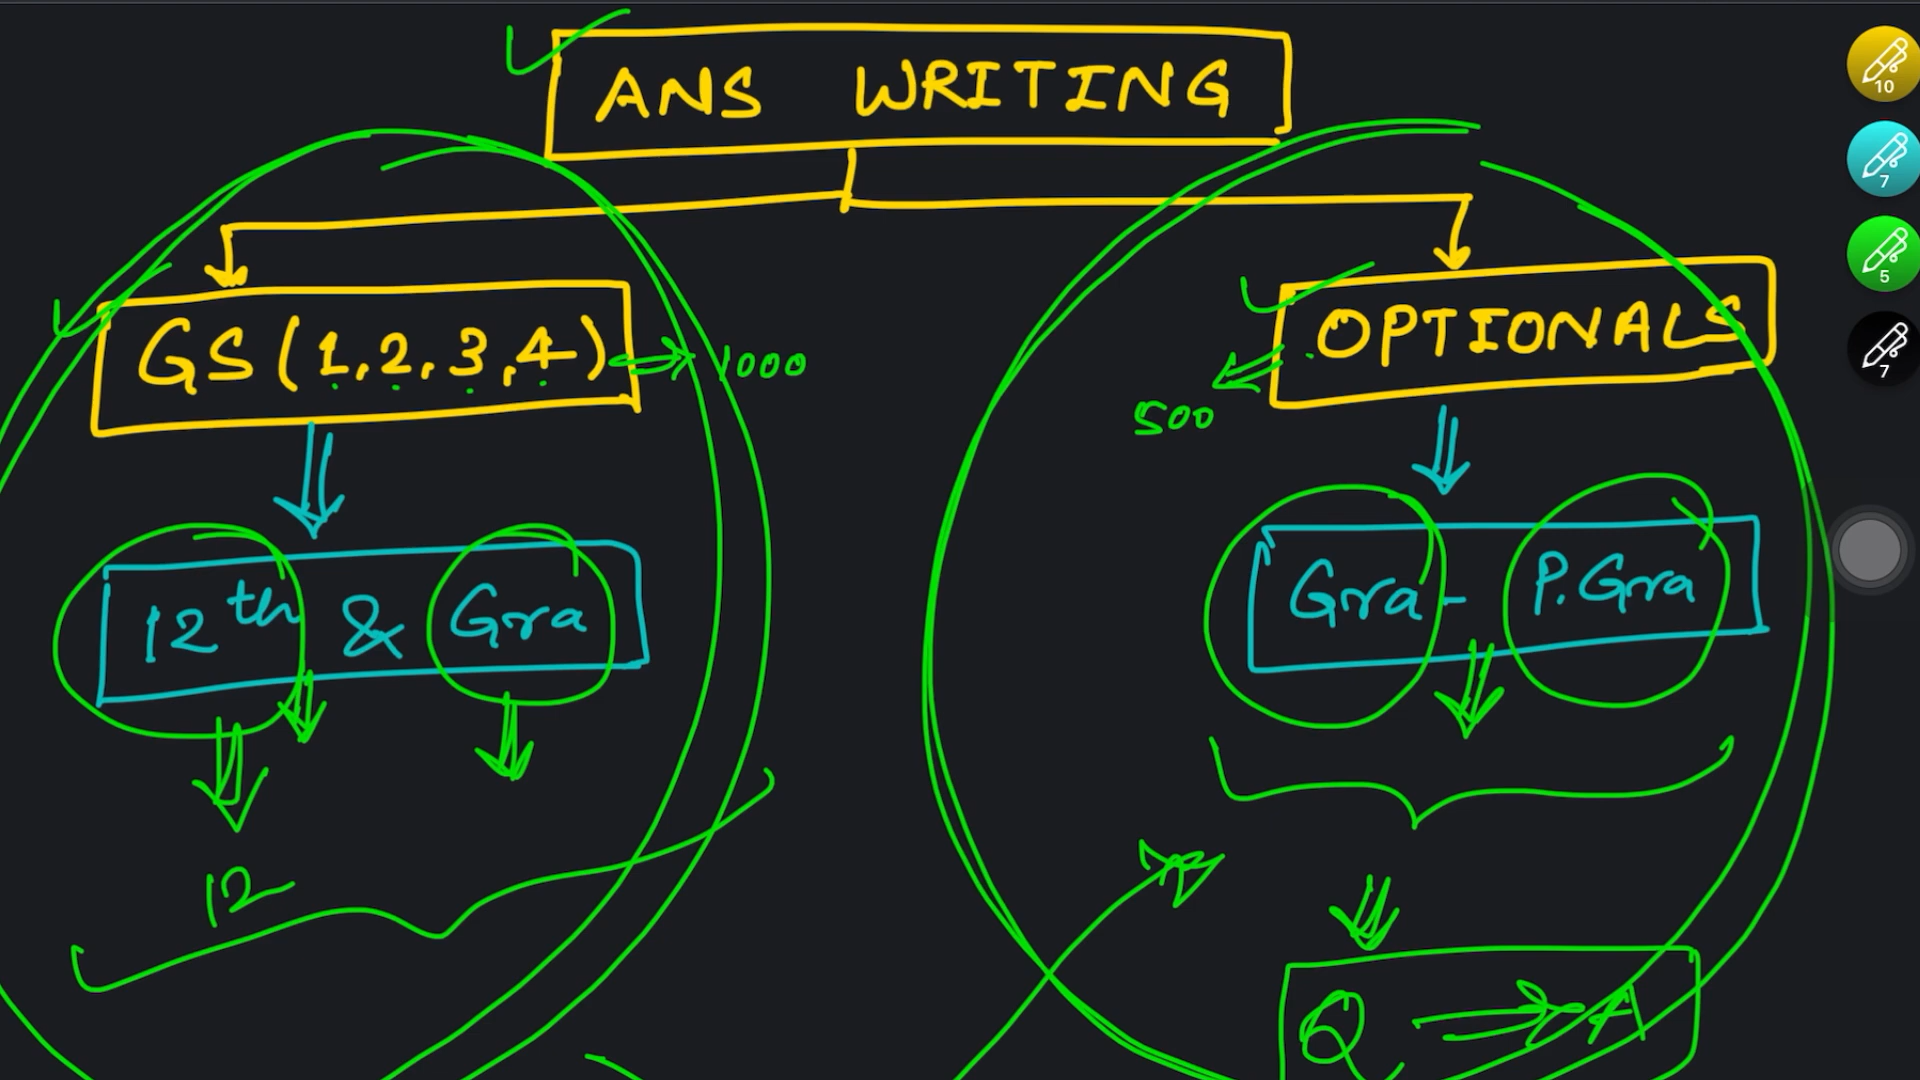 ANS WRITING
GS (1, 2, 3, 4)
1000
OPTIONALS
500
12th & Gra
Gra - P.Gra
12
Q → A
10
7
5
7